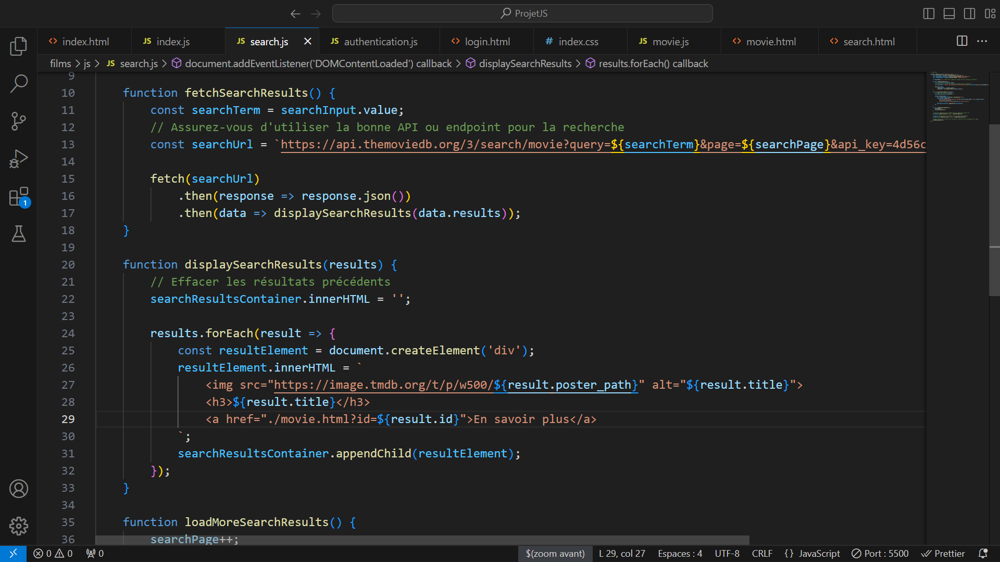 ProjetJS
<> index.html JS index.js JS search.js JS authentication.js <> login.html # index.css JS movie.js <> movie.html <> search.html
films > js > JS search.js > document.addEventListener('DOMContentLoaded') callback > displaySearchResults > results.forEach() callback
9
10 function fetchSearchResults() {
11 const searchTerm = searchInput.value;
12 // Assurez-vous d'utiliser la bonne API ou endpoint pour la recherche
13 const searchUrl = `https://api.themoviedb.org/3/search/movie?query=${searchTerm}&page=${searchPage}&api_key=4d56c
14
15 fetch(searchUrl)
16 .then(response => response.json())
17 .then(data => displaySearchResults(data.results));
18 }
19
20 function displaySearchResults(results) {
21 // Effacer les résultats précédents
22 searchResultsContainer.innerHTML = '';
23
24 results.forEach(result => {
25 const resultElement = document.createElement('div');
26 resultElement.innerHTML = `
27 <img src="https://image.tmdb.org/t/p/w500/${result.poster_path}" alt="${result.title}">
28 <h3>${result.title}</h3>
29 <a href="./movie.html?id=${result.id}">En savoir plus</a>
30 `;
31 searchResultsContainer.appendChild(resultElement);
32 });
33 }
34
35 function loadMoreSearchResults() {
36 searchPage++;
1
0 0 0 $(zoom avant) L 29, col 27 Espaces : 4 UTF-8 CRLF {} JavaScript Port : 5500 Prettier